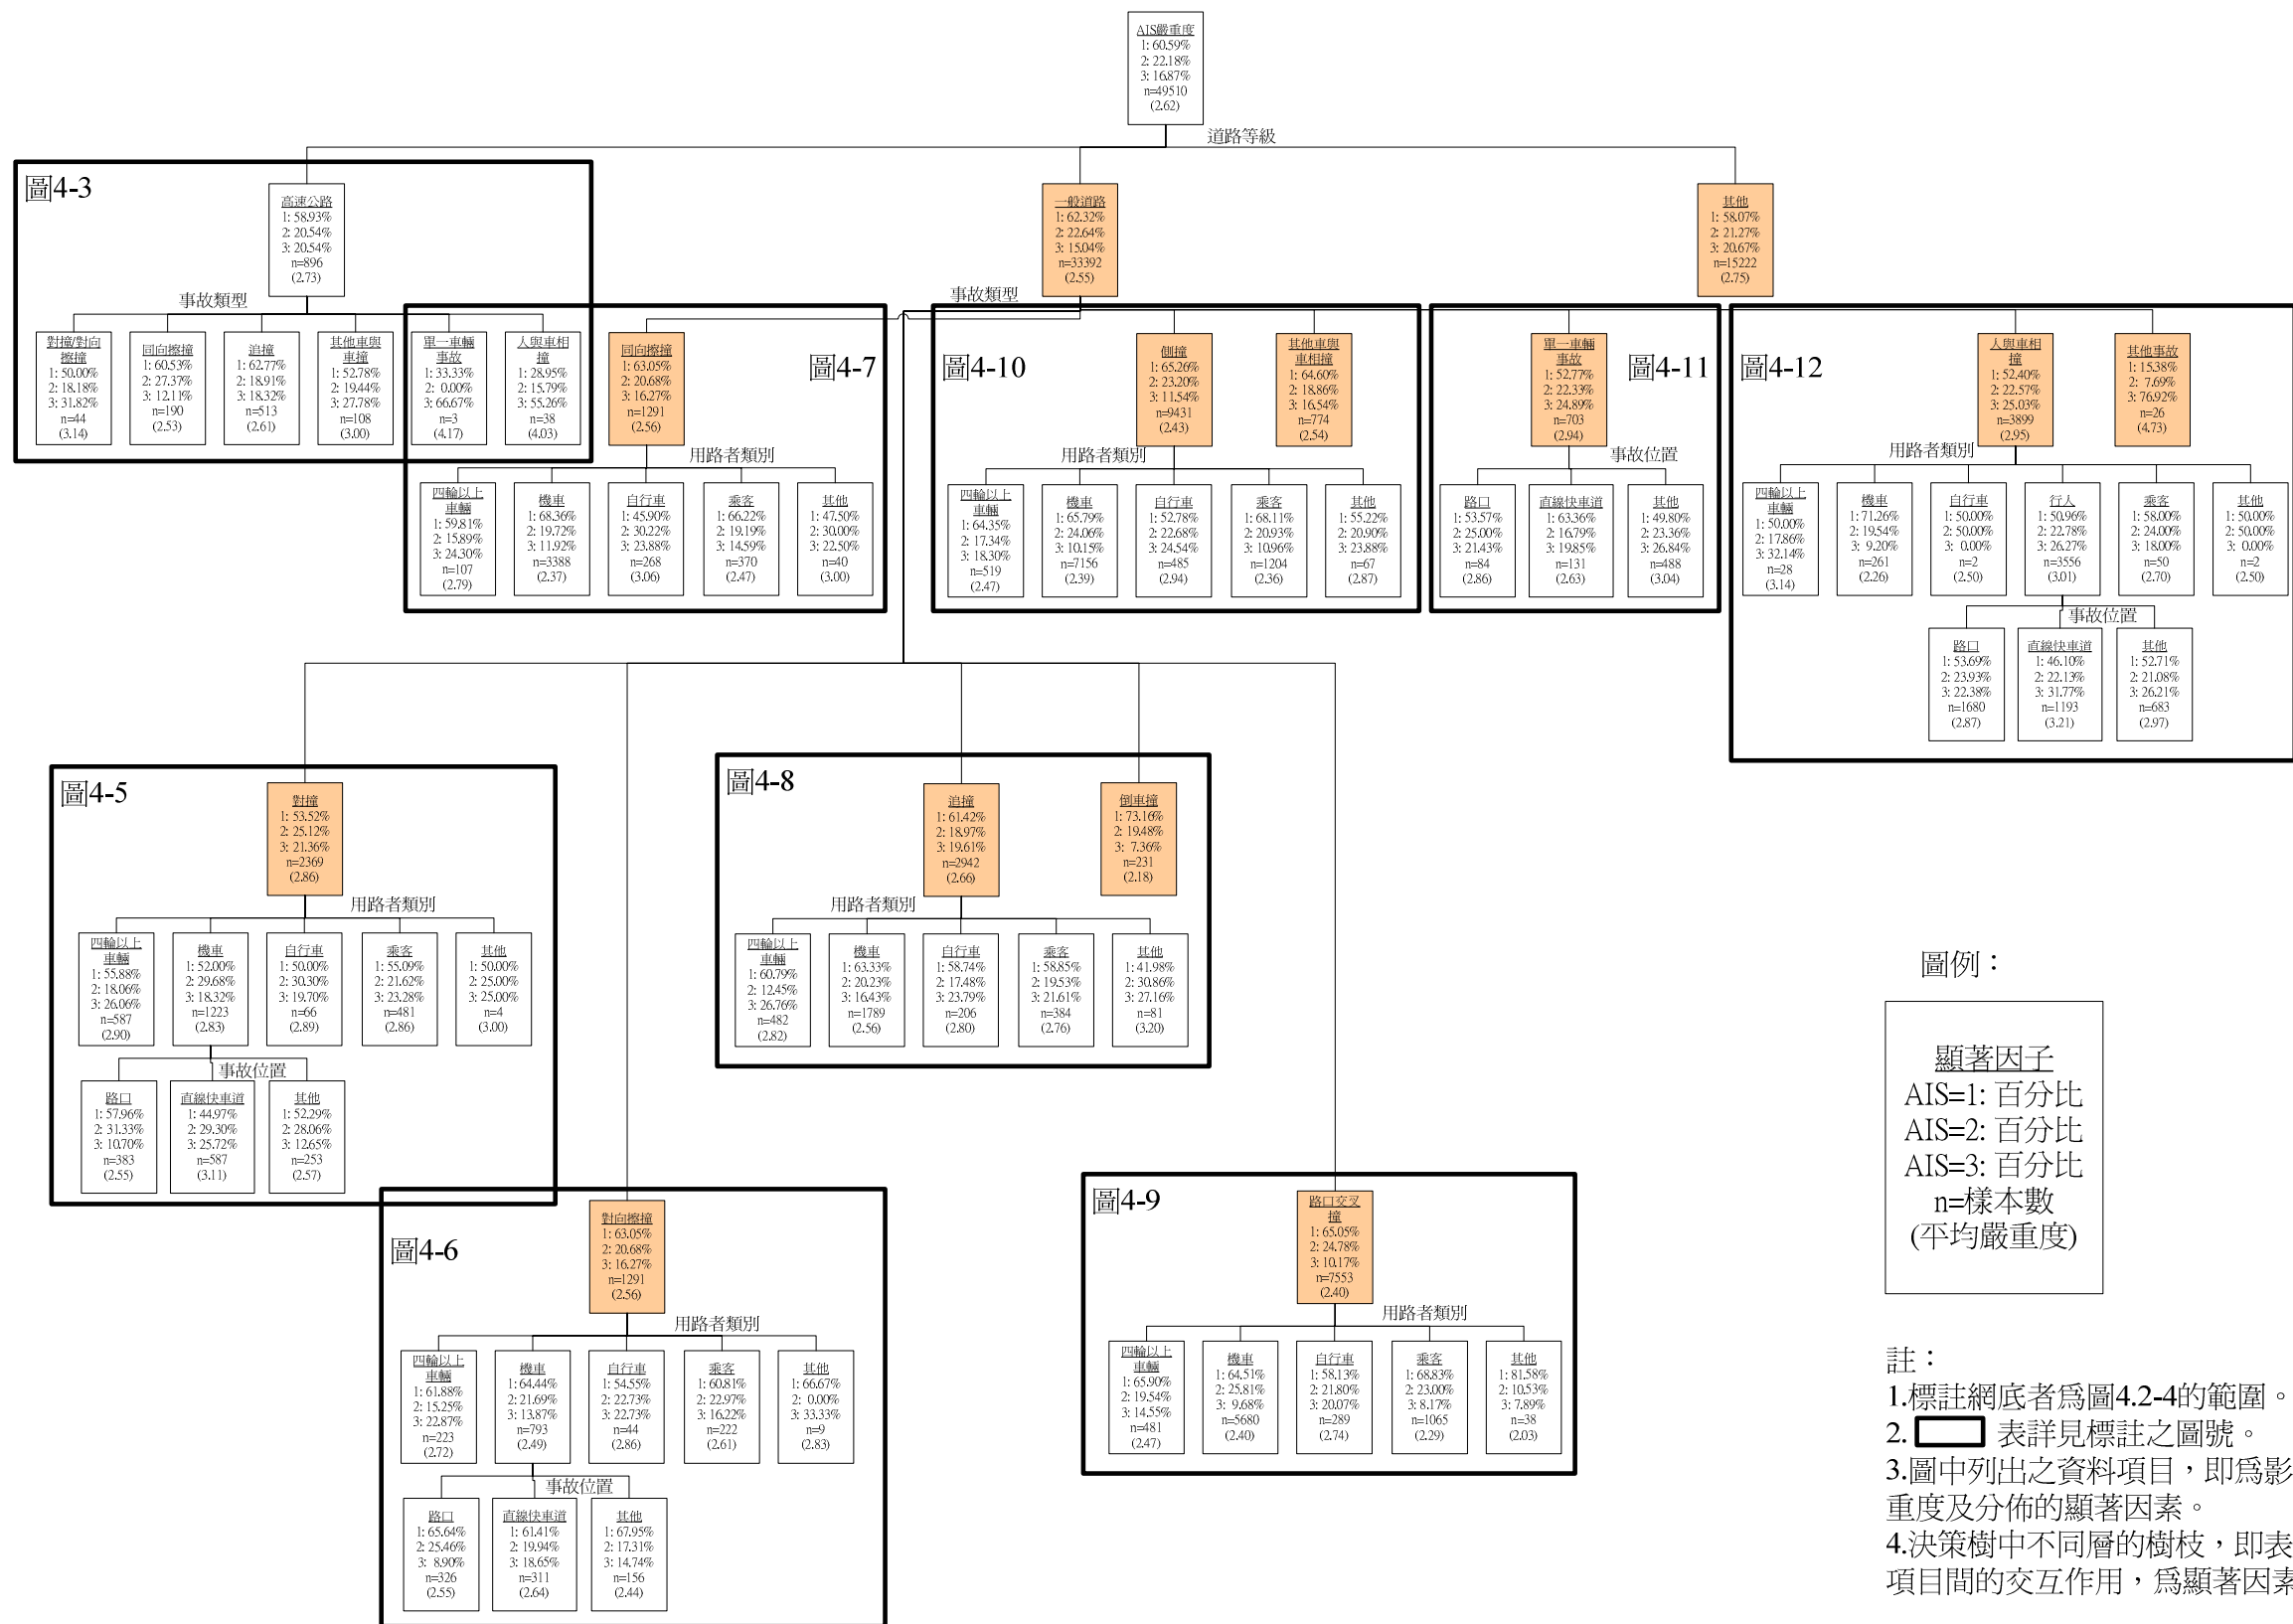 AIS嚴重度
1: 60.59%
2: 22.18%
3: 16.87%
n=49510
(2.62)
道路等級
圖4-3
高速公路
1: 58.93%
2: 20.54%
3: 20.54%
n=896
(2.73)
一般道路
1: 62.32%
2: 22.64%
3: 15.04%
n=33392
(2.55)
其他
1: 58.07%
2: 21.27%
3: 20.67%
n=15222
(2.75)
事故類型
對撞/對向
擦撞
1: 50.00%
2: 18.18%
3: 31.82%
n=44
(3.14)
同向擦撞
1: 60.53%
2: 27.37%
3: 12.11%
n=190
(2.53)
追撞
1: 62.77%
2: 18.91%
3: 18.32%
n=513
(2.61)
其他車與
車撞
1: 52.78%
2: 19.44%
3: 27.78%
n=108
(3.00)
單一車輛
事故
1: 33.33%
2: 0.00%
3: 66.67%
n=3
(4.17)
人與車相
撞
1: 28.95%
2: 15.79%
3: 55.26%
n=38
(4.03)
事故類型
圖4-7
同向擦撞
1: 63.05%
2: 20.68%
3: 16.27%
n=1291
(2.56)
用路者類別
四輪以上
車輛
1: 59.81%
2: 15.89%
3: 24.30%
n=107
(2.79)
機車
1: 68.36%
2: 19.72%
3: 11.92%
n=3388
(2.37)
自行車
1: 45.90%
2: 30.22%
3: 23.88%
n=268
(3.06)
乘客
1: 66.22%
2: 19.19%
3: 14.59%
n=370
(2.47)
其他
1: 47.50%
2: 30.00%
3: 22.50%
n=40
(3.00)
圖4-10
側撞
1: 65.26%
2: 23.20%
3: 11.54%
n=9431
(2.43)
其他車與
車相撞
1: 64.60%
2: 18.86%
3: 16.54%
n=774
(2.54)
用路者類別
四輪以上
車輛
1: 64.35%
2: 17.34%
3: 18.30%
n=519
(2.47)
機車
1: 65.79%
2: 24.06%
3: 10.15%
n=7156
(2.39)
自行車
1: 52.78%
2: 22.68%
3: 24.54%
n=485
(2.94)
乘客
1: 68.11%
2: 20.93%
3: 10.96%
n=1204
(2.36)
其他
1: 55.22%
2: 20.90%
3: 23.88%
n=67
(2.87)
圖4-11
單一車輛
事故
1: 52.77%
2: 22.33%
3: 24.89%
n=703
(2.94)
事故位置
路口
1: 53.57%
2: 25.00%
3: 21.43%
n=84
(2.86)
直線快車道
1: 63.36%
2: 16.79%
3: 19.85%
n=131
(2.63)
其他
1: 49.80%
2: 23.36%
3: 26.84%
n=488
(3.04)
圖4-12
人與車相
撞
1: 52.40%
2: 22.57%
3: 25.03%
n=3899
(2.95)
其他事故
1: 15.38%
2: 7.69%
3: 76.92%
n=26
(4.73)
用路者類別
四輪以上
車輛
1: 50.00%
2: 17.86%
3: 32.14%
n=28
(3.14)
機車
1: 71.26%
2: 19.54%
3: 9.20%
n=261
(2.26)
自行車
1: 50.00%
2: 50.00%
3: 0.00%
n=2
(2.50)
行人
1: 50.96%
2: 22.78%
3: 26.27%
n=3556
(3.01)
乘客
1: 58.00%
2: 24.00%
3: 18.00%
n=50
(2.70)
其他
1: 50.00%
2: 50.00%
3: 0.00%
n=2
(2.50)
事故位置
路口
1: 53.69%
2: 23.93%
3: 22.38%
n=1680
(2.87)
直線快車道
1: 46.10%
2: 22.13%
3: 31.77%
n=1193
(3.21)
其他
1: 52.71%
2: 21.08%
3: 26.21%
n=683
(2.97)
圖4-5
對撞
1: 53.52%
2: 25.12%
3: 21.36%
n=2369
(2.86)
用路者類別
四輪以上
車輛
1: 55.88%
2: 18.06%
3: 26.06%
n=587
(2.90)
機車
1: 52.00%
2: 29.68%
3: 18.32%
n=1223
(2.83)
自行車
1: 50.00%
2: 30.30%
3: 19.70%
n=66
(2.89)
乘客
1: 55.09%
2: 21.62%
3: 23.28%
n=481
(2.86)
其他
1: 50.00%
2: 25.00%
3: 25.00%
n=4
(3.00)
事故位置
路口
1: 57.96%
2: 31.33%
3: 10.70%
n=383
(2.55)
直線快車道
1: 44.97%
2: 29.30%
3: 25.72%
n=587
(3.11)
其他
1: 52.29%
2: 28.06%
3: 12.65%
n=253
(2.57)
圖4-8
追撞
1: 61.42%
2: 18.97%
3: 19.61%
n=2942
(2.66)
倒車撞
1: 73.16%
2: 19.48%
3: 7.36%
n=231
(2.18)
用路者類別
四輪以上
車輛
1: 60.79%
2: 12.45%
3: 26.76%
n=482
(2.82)
機車
1: 63.33%
2: 20.23%
3: 16.43%
n=1789
(2.56)
自行車
1: 58.74%
2: 17.48%
3: 23.79%
n=206
(2.80)
乘客
1: 58.85%
2: 19.53%
3: 21.61%
n=384
(2.76)
其他
1: 41.98%
2: 30.86%
3: 27.16%
n=81
(3.20)
圖4-6
對向擦撞
1: 63.05%
2: 20.68%
3: 16.27%
n=1291
(2.56)
用路者類別
四輪以上
車輛
1: 61.88%
2: 15.25%
3: 22.87%
n=223
(2.72)
機車
1: 64.44%
2: 21.69%
3: 13.87%
n=793
(2.49)
自行車
1: 54.55%
2: 22.73%
3: 22.73%
n=44
(2.86)
乘客
1: 60.81%
2: 22.97%
3: 16.22%
n=222
(2.61)
其他
1: 66.67%
2: 0.00%
3: 33.33%
n=9
(2.83)
事故位置
路口
1: 65.64%
2: 25.46%
3: 8.90%
n=326
(2.55)
直線快車道
1: 61.41%
2: 19.94%
3: 18.65%
n=311
(2.64)
其他
1: 67.95%
2: 17.31%
3: 14.74%
n=156
(2.44)
圖4-9
路口交叉
撞
1: 65.05%
2: 24.78%
3: 10.17%
n=7553
(2.40)
用路者類別
四輪以上
車輛
1: 65.90%
2: 19.54%
3: 14.55%
n=481
(2.47)
機車
1: 64.51%
2: 25.81%
3: 9.68%
n=5680
(2.40)
自行車
1: 58.13%
2: 21.80%
3: 20.07%
n=289
(2.74)
乘客
1: 68.83%
2: 23.00%
3: 8.17%
n=1065
(2.29)
其他
1: 81.58%
2: 10.53%
3: 7.89%
n=38
(2.03)
圖例：
顯著因子
AIS=1: 百分比
AIS=2: 百分比
AIS=3: 百分比
n=樣本數
(平均嚴重度)
註：
1.標註網底者爲圖4.2-4的範圍。
2. 表詳見標註之圖號。
3.圖中列出之資料項目，即爲影
重度及分佈的顯著因素。
4.決策樹中不同層的樹枝，即表
項目間的交互作用，爲顯著因素